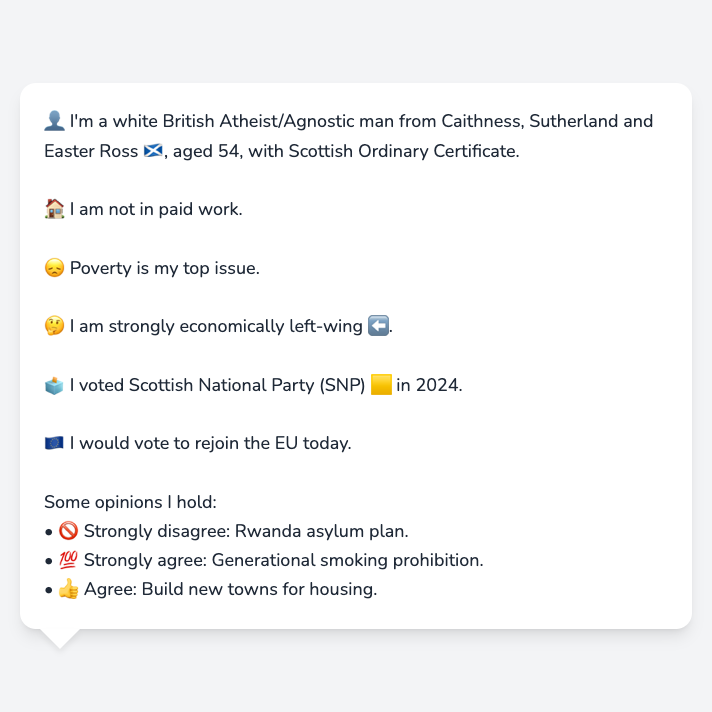 👤 I'm a white British Atheist/Agnostic man from Caithness, Sutherland and
Easter Ross 🏴󠁧󠁢󠁳󠁣󠁴󠁿, aged 54, with Scottish Ordinary Certificate.
🏠 I am not in paid work.
😞 Poverty is my top issue.
🤔 I am strongly economically left-wing ⬅️.
🗳️ I voted Scottish National Party (SNP) 🟨 in 2024.
🇪🇺 I would vote to rejoin the EU today.
Some opinions I hold:
• 🚫 Strongly disagree: Rwanda asylum plan.
• 💯 Strongly agree: Generational smoking prohibition.
• 👍 Agree: Build new towns for housing.